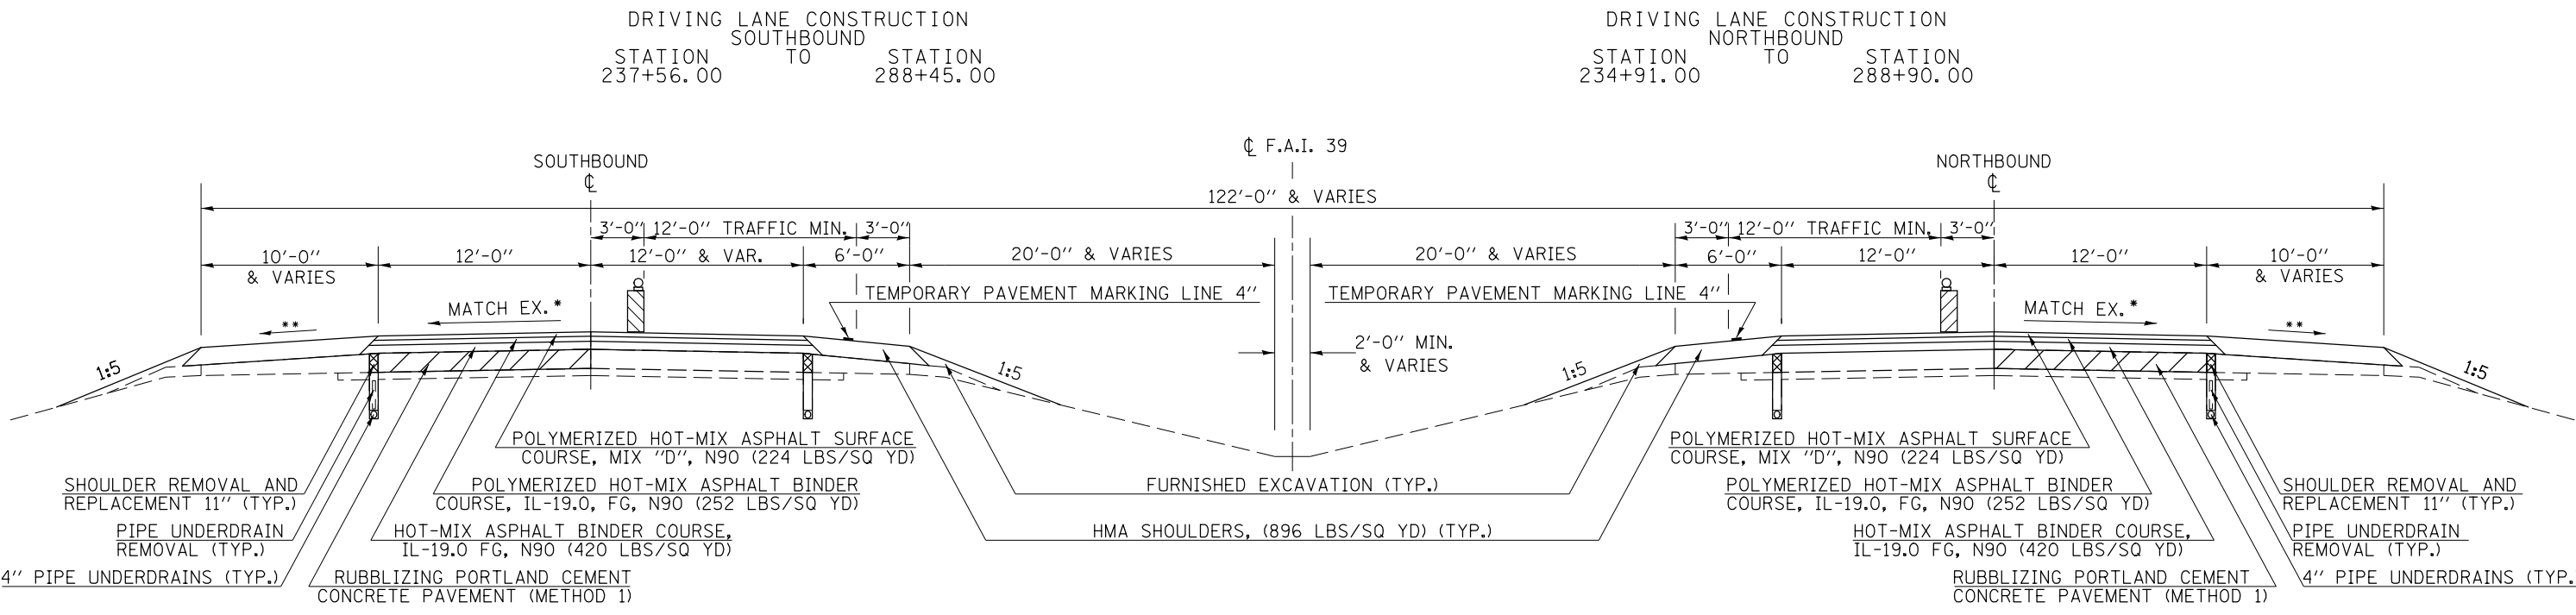 DRIVING LANE CONSTRUCTION
SOUTHBOUND
STATION TO STATION
237+56.00 288+45.00
DRIVING LANE CONSTRUCTION
NORTHBOUND
STATION TO STATION
234+91.00 288+90.00
℄ F.A.I. 39
SOUTHBOUND
℄
NORTHBOUND
℄
122'-0" & VARIES
3'-0" 12'-0" TRAFFIC MIN. 3'-0"
3'-0" 12'-0" TRAFFIC MIN. 3'-0"
10'-0"
& VARIES
12'-0"
12'-0" & VAR.
6'-0"
20'-0" & VARIES
20'-0" & VARIES
6'-0"
12'-0"
12'-0"
10'-0"
& VARIES
TEMPORARY PAVEMENT MARKING LINE 4"
TEMPORARY PAVEMENT MARKING LINE 4"
MATCH EX.*
**
MATCH EX.*
**
2'-0" MIN.
& VARIES
1:5
1:5
1:5
1:5
POLYMERIZED HOT-MIX ASPHALT SURFACE
COURSE, MIX "D", N90 (224 LBS/SQ YD)
POLYMERIZED HOT-MIX ASPHALT BINDER
COURSE, IL-19.0, FG, N90 (252 LBS/SQ YD)
HOT-MIX ASPHALT BINDER COURSE,
IL-19.0 FG, N90 (420 LBS/SQ YD)
RUBBLIZING PORTLAND CEMENT
CONCRETE PAVEMENT (METHOD 1)
SHOULDER REMOVAL AND
REPLACEMENT 11" (TYP.)
PIPE UNDERDRAIN
REMOVAL (TYP.)
4" PIPE UNDERDRAINS (TYP.)
FURNISHED EXCAVATION (TYP.)
HMA SHOULDERS, (896 LBS/SQ YD) (TYP.)
POLYMERIZED HOT-MIX ASPHALT SURFACE
COURSE, MIX "D", N90 (224 LBS/SQ YD)
POLYMERIZED HOT-MIX ASPHALT BINDER
COURSE, IL-19.0, FG, N90 (252 LBS/SQ YD)
HOT-MIX ASPHALT BINDER COURSE,
IL-19.0 FG, N90 (420 LBS/SQ YD)
RUBBLIZING PORTLAND CEMENT
CONCRETE PAVEMENT (METHOD 1)
SHOULDER REMOVAL AND
REPLACEMENT 11" (TYP.)
PIPE UNDERDRAIN
REMOVAL (TYP.)
4" PIPE UNDERDRAINS (TYP.